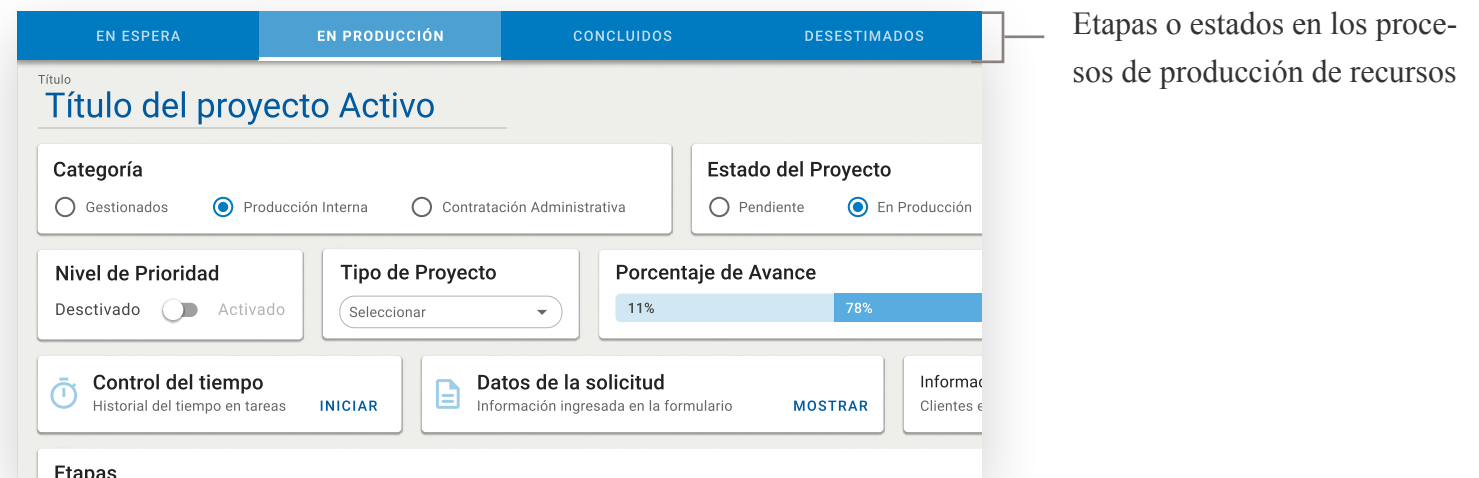 EN ESPERA EN PRODUCCIÓN CONCLUIDOS DESESTIMADOS
Etapas o estados en los proce-
sos de producción de recursos
Título
Título del proyecto Activo
Categoría
Gestionados Producción Interna Contratación Administrativa
Estado del Proyecto
Pendiente En Producción
Nivel de Prioridad
Desctivado Activado
Tipo de Proyecto
Seleccionar
Porcentaje de Avance
11% 78%
Control del tiempo
Historial del tiempo en tareas INICIAR
Datos de la solicitud
Información ingresada en la formulario MOSTRAR
Informac
Clientes e
Etapas